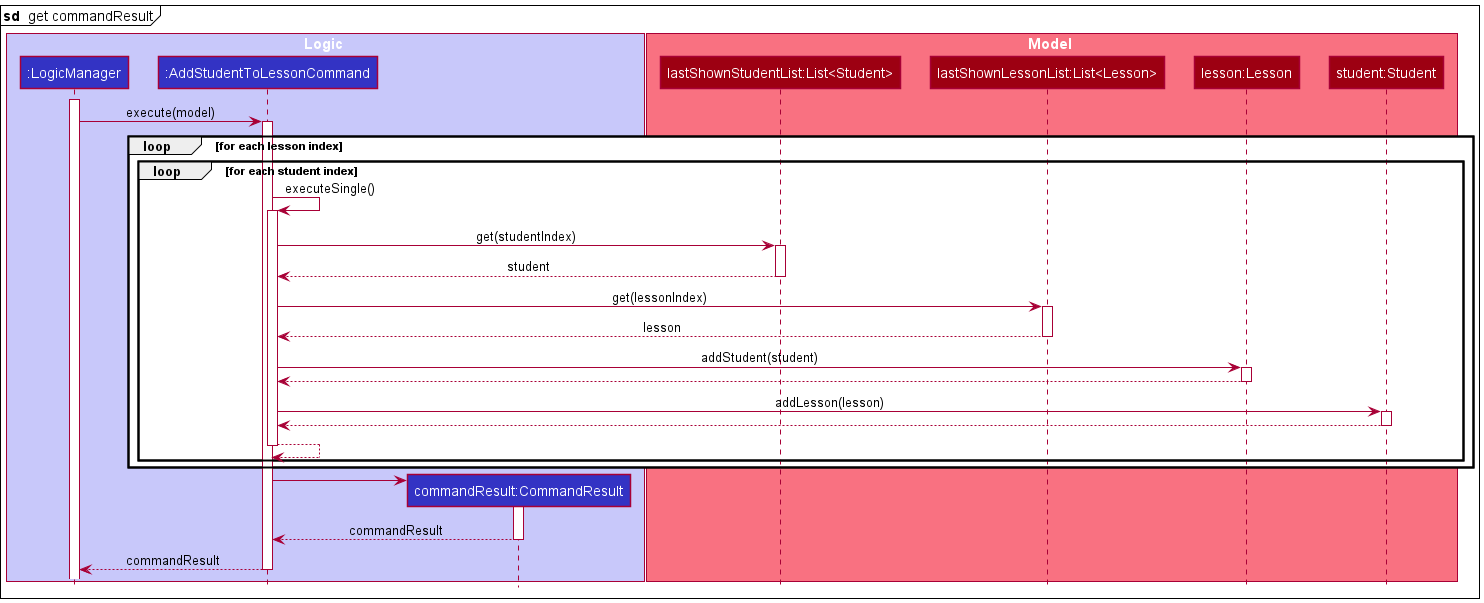 sd get commandResult
Logic
Model
:LogicManager
:AddStudentToLessonCommand
lastShownStudentList:List<Student>
lastShownLessonList:List<Lesson>
lesson:Lesson
student:Student
execute(model)
loop [for each lesson index]
loop [for each student index]
executeSingle()
get(studentIndex)
student
get(lessonIndex)
lesson
addStudent(student)
addLesson(lesson)
commandResult:CommandResult
commandResult
commandResult